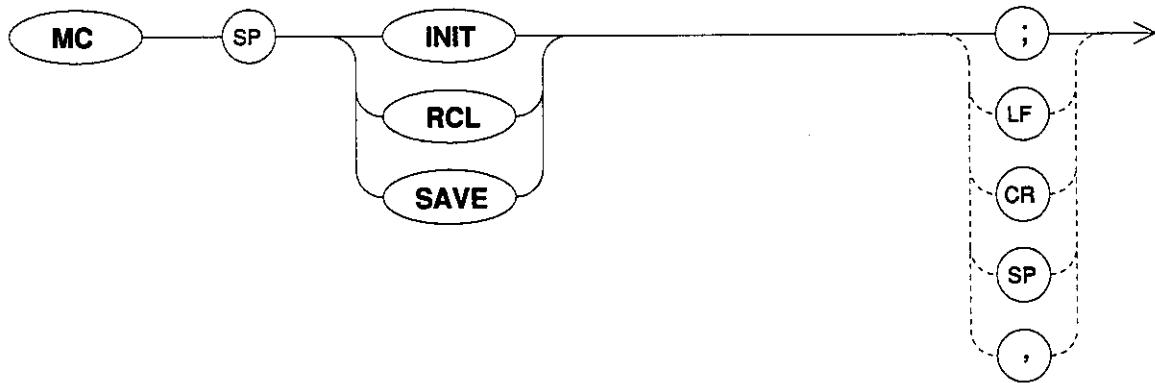 MC SP INIT ;
RCL LF
SAVE CR
SP
,